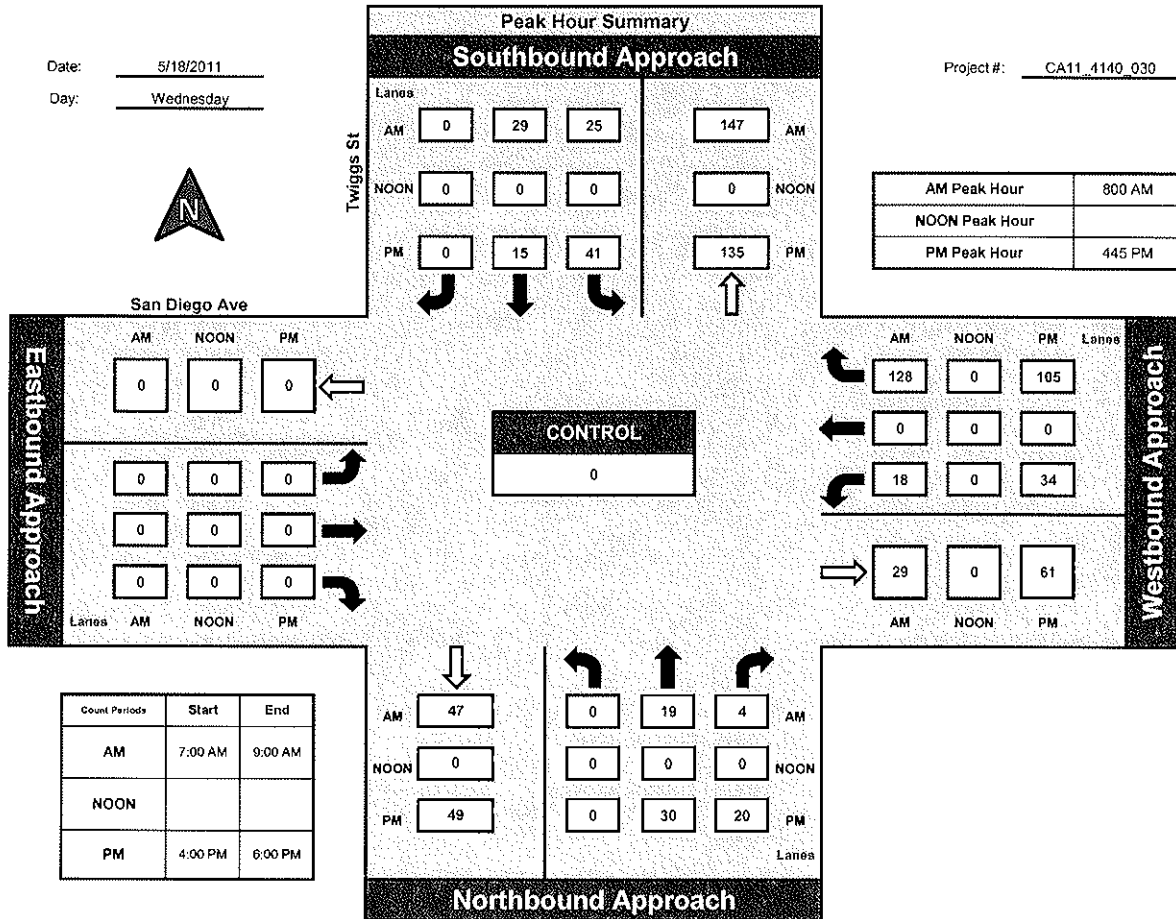 Peak Hour Summary
Southbound Approach
Date: 5/18/2011
Day: Wednesday
Project #: CA11_4140_030
N
Twiggs St
Lanes
AM 0 29 25 147 AM
NOON 0 0 0 0 NOON
PM 0 15 41 135 PM
AM Peak Hour 800 AM
NOON Peak Hour
PM Peak Hour 445 PM
San Diego Ave
Eastbound Approach
AM NOON PM
0 0 0
0 0 0
0 0 0
0 0 0
Lanes AM NOON PM
CONTROL
0
AM NOON PM Lanes
128 0 105
0 0 0
18 0 34
29 0 61
AM NOON PM
Westbound Approach
Count Periods Start End
AM 7:00 AM 9:00 AM
NOON
PM 4:00 PM 6:00 PM
AM 47 0 19 4 AM
NOON 0 0 0 0 NOON
PM 49 0 30 20 PM
Lanes
Northbound Approach